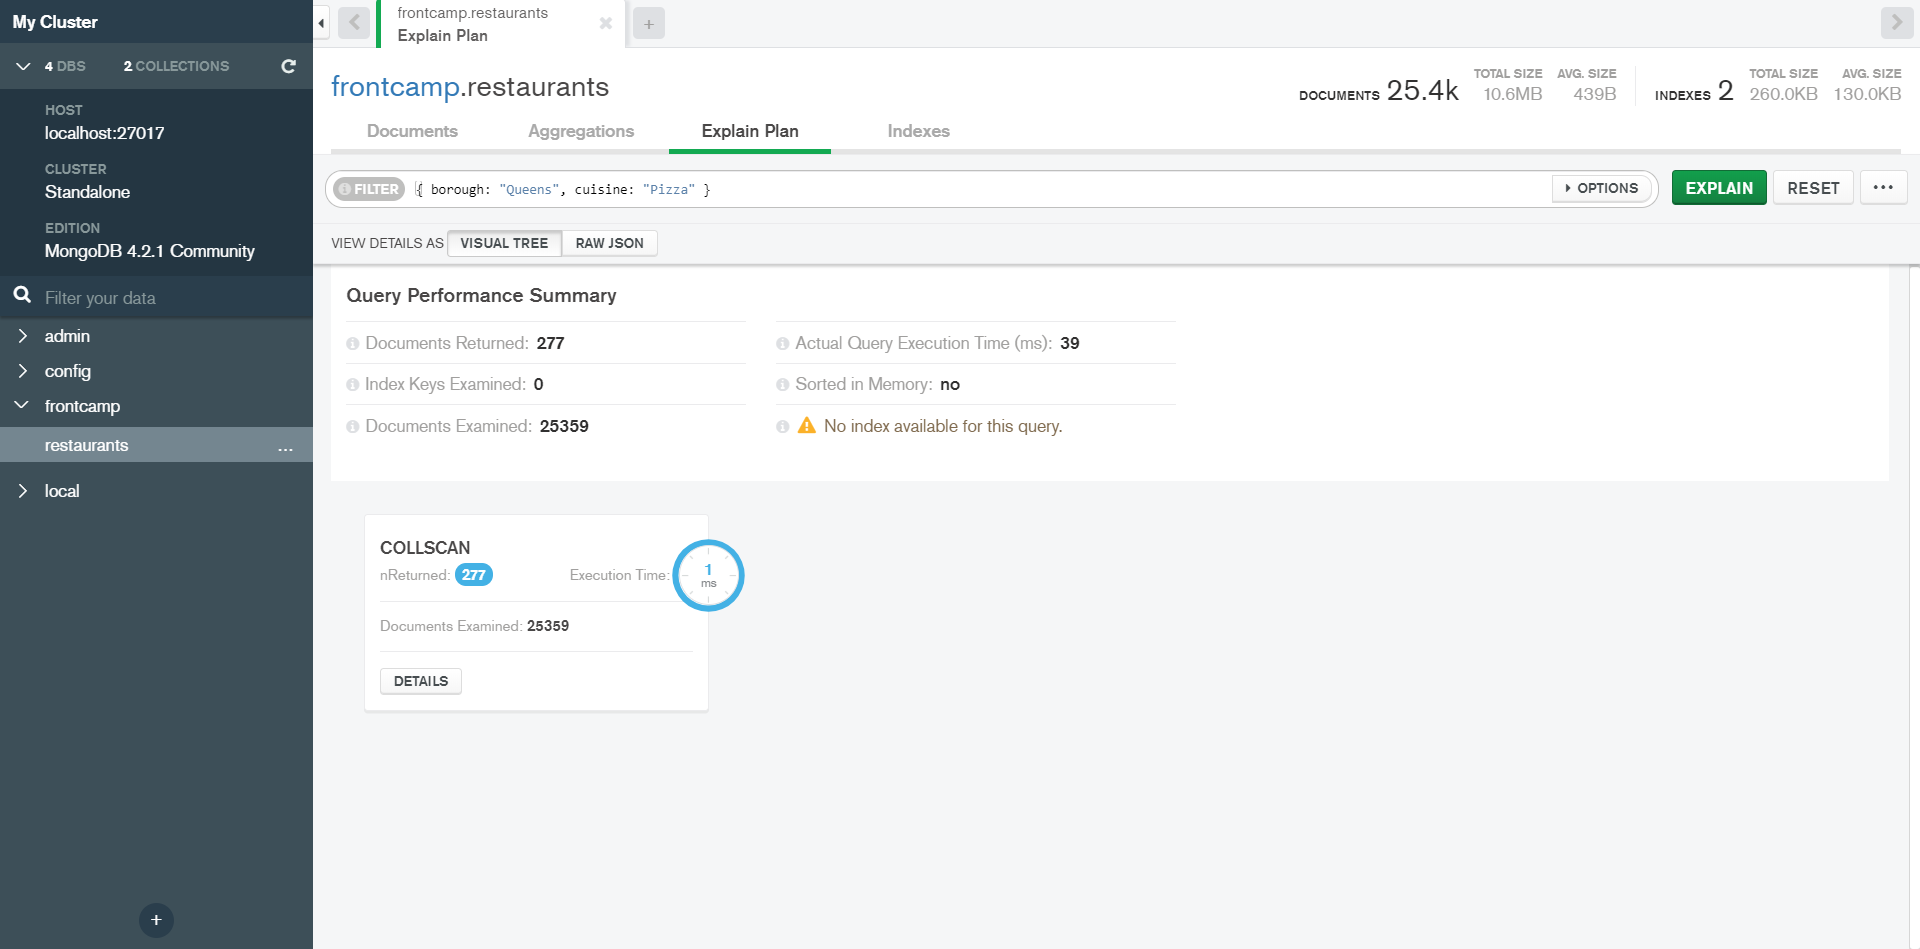 My Cluster
4 DBS 2 COLLECTIONS
HOST
localhost:27017
CLUSTER
Standalone
EDITION
MongoDB 4.2.1 Community
Filter your data
admin
config
frontcamp
restaurants ...
local
+
frontcamp.restaurants
Explain Plan
+
frontcamp.restaurants
DOCUMENTS 25.4k TOTAL SIZE 10.6MB AVG. SIZE 439B
INDEXES 2 TOTAL SIZE 260.0KB AVG. SIZE 130.0KB
Documents Aggregations Explain Plan Indexes
FILTER { borough: "Queens", cuisine: "Pizza" } OPTIONS EXPLAIN RESET ...
VIEW DETAILS AS VISUAL TREE RAW JSON
Query Performance Summary
Documents Returned: 277
Index Keys Examined: 0
Documents Examined: 25359
Actual Query Execution Time (ms): 39
Sorted in Memory: no
No index available for this query.
COLLSCAN
nReturned: 277 Execution Time: 1 ms
Documents Examined: 25359
DETAILS